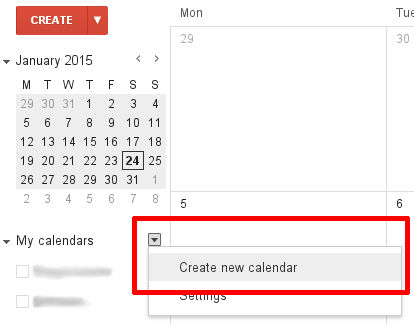 Mon Tue
CREATE
29 30
January 2015
M T W T F S S
29 30 31 1 2 3 4
5 6 7 8 9 10 11
12 13 14 15 16 17 18
19 20 21 22 23 24 25
26 27 28 29 30 31 1
2 3 4 5 6 7 8
5 6
My calendars
Create new calendar
Settings